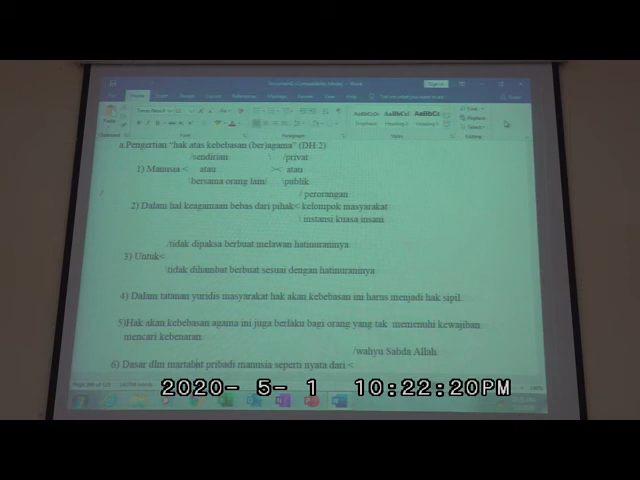 a.Pengertian "hak atas kebebasan (ber)agama" (DH 2)
/sendirian \ /privat
1) Manusia < atau >< atau
\bersama orang lain/ \publik
/ perorangan
2) Dalam hal keagamaan bebas dari pihak< kelompok masyarakat
\ instansi kuasa insani
/tidak dipaksa berbuat melawan hatinuraninya
3) Untuk<
\tidak dihambat berbuat sesuai dengan hatinuraninya
4) Dalam tatanan yuridis masyarakat hak akan kebebasan ini harus menjadi hak sipil.
5)Hak akan kebebasan agama ini juga berlaku bagi orang yang tak memenuhi kewajiban
mencari kebenaran
/wahyu Sabda Allah
6) Dasar dlm martabat pribadi manusia seperti nyata dari <
2020- 5- 1 10:22:20PM